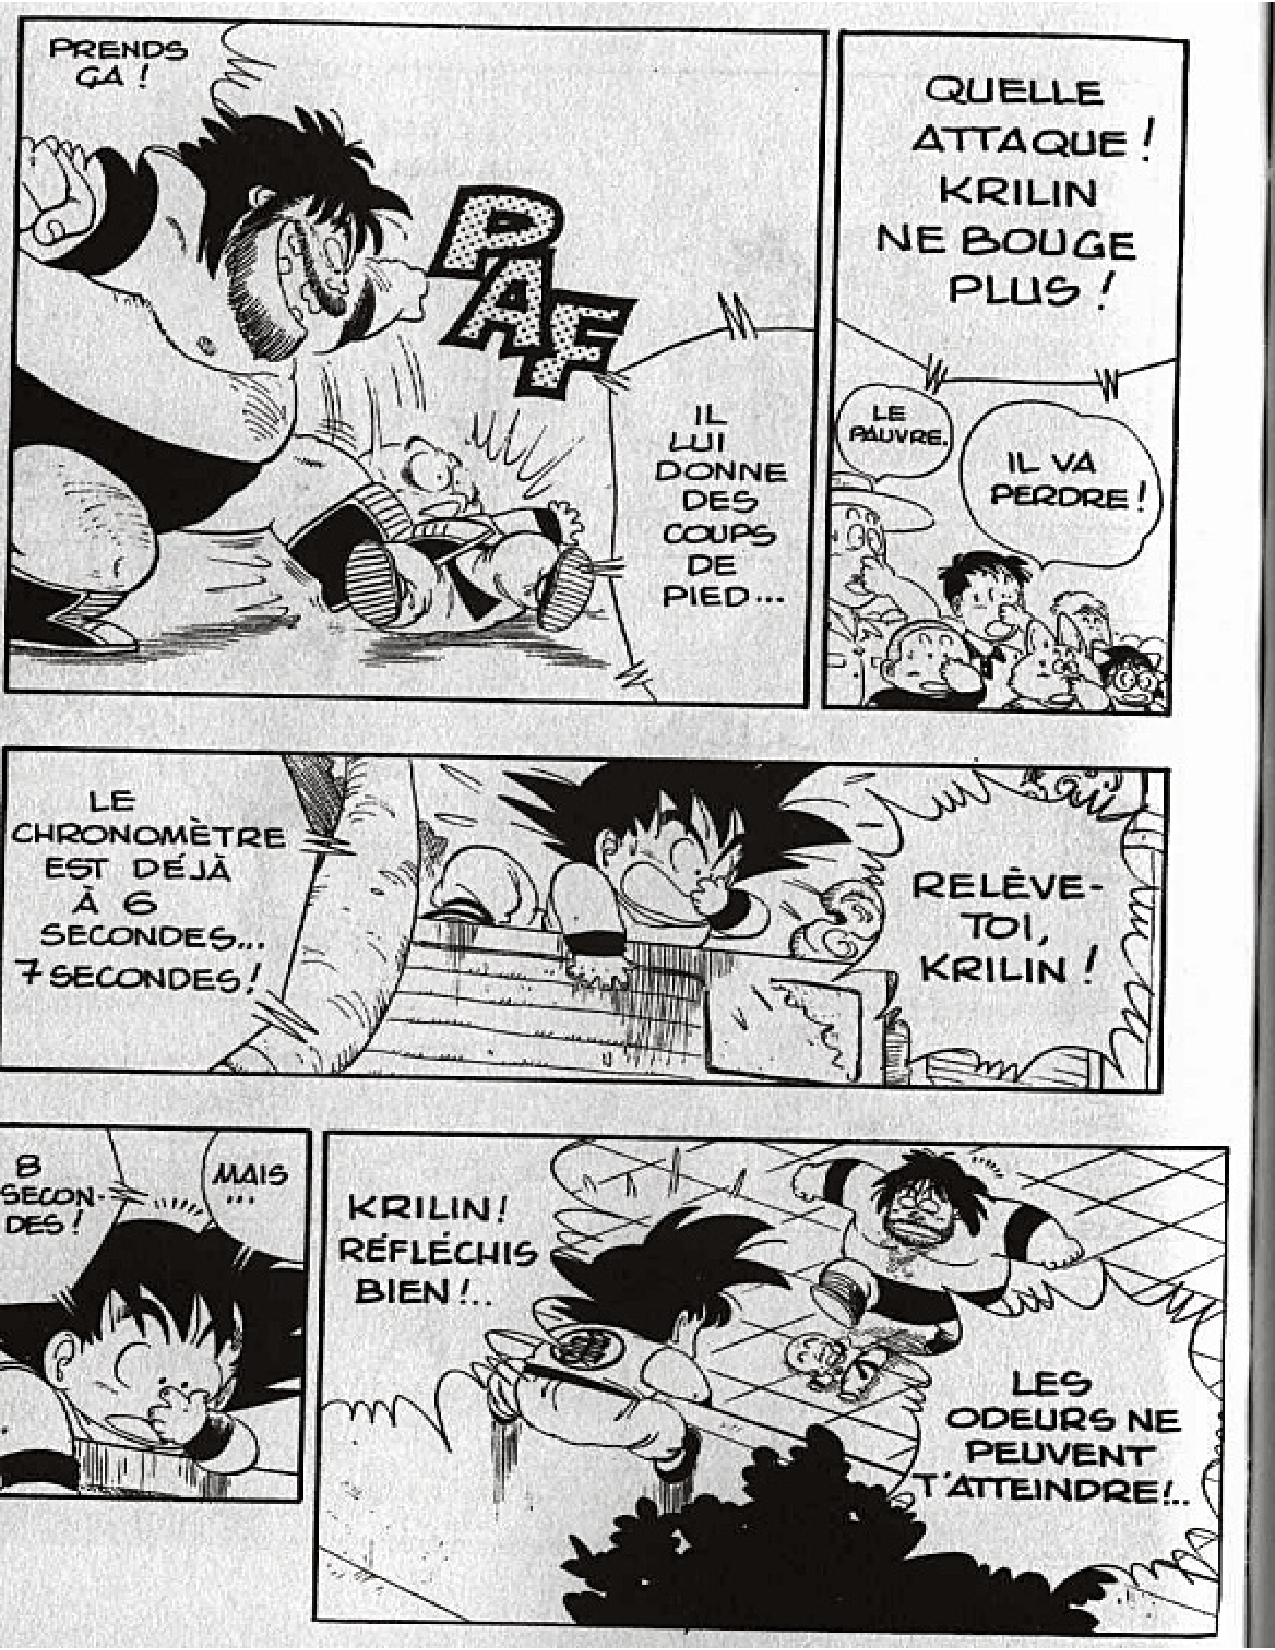 PRENDS
ÇA !
PAF
IL
LUI
DONNE
DES
COUPS
DE
PIED...
QUELLE
ATTAQUE !
KRILIN
NE BOUGE
PLUS !
LE
PAUVRE.
IL VA
PERDRE !
LE
CHRONOMÈTRE
EST DÉJÀ
À 6
SECONDES...
7 SECONDES !
RELÈVE-
TOI,
KRILIN !
8
SECON-
DES !
MAIS
...
KRILIN !
RÉFLÉCHIS
BIEN !..
LES
ODEURS NE
PEUVENT
T'ATTEINDRE !..